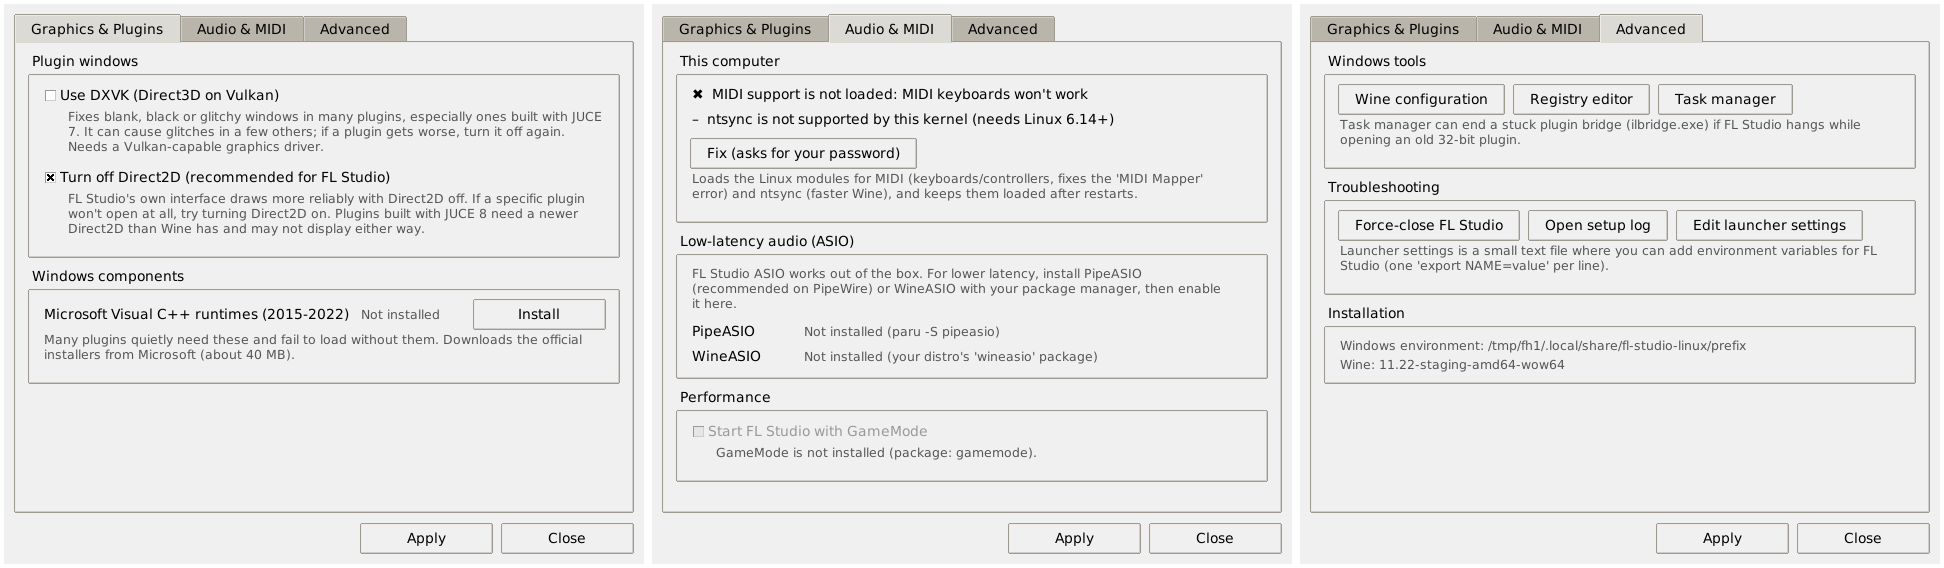 Graphics & Plugins Audio & MIDI Advanced
Plugin windows
Use DXVK (Direct3D on Vulkan)
Fixes blank, black or glitchy windows in many plugins, especially ones built with JUCE
7. It can cause glitches in a few others; if a plugin gets worse, turn it off again.
Needs a Vulkan-capable graphics driver.
Turn off Direct2D (recommended for FL Studio)
FL Studio's own interface draws more reliably with Direct2D off. If a specific plugin
won't open at all, try turning Direct2D on. Plugins built with JUCE 8 need a newer
Direct2D than Wine has and may not display either way.
Windows components
Microsoft Visual C++ runtimes (2015-2022) Not installed Install
Many plugins quietly need these and fail to load without them. Downloads the official
installers from Microsoft (about 40 MB).
Apply Close
Graphics & Plugins Audio & MIDI Advanced
This computer
✖ MIDI support is not loaded: MIDI keyboards won't work
– ntsync is not supported by this kernel (needs Linux 6.14+)
Fix (asks for your password)
Loads the Linux modules for MIDI (keyboards/controllers, fixes the 'MIDI Mapper'
error) and ntsync (faster Wine), and keeps them loaded after restarts.
Low-latency audio (ASIO)
FL Studio ASIO works out of the box. For lower latency, install PipeASIO
(recommended on PipeWire) or WineASIO with your package manager, then enable
it here.
PipeASIO Not installed (paru -S pipeasio)
WineASIO Not installed (your distro's 'wineasio' package)
Performance
Start FL Studio with GameMode
GameMode is not installed (package: gamemode).
Apply Close
Graphics & Plugins Audio & MIDI Advanced
Windows tools
Wine configuration Registry editor Task manager
Task manager can end a stuck plugin bridge (ilbridge.exe) if FL Studio hangs while
opening an old 32-bit plugin.
Troubleshooting
Force-close FL Studio Open setup log Edit launcher settings
Launcher settings is a small text file where you can add environment variables for FL
Studio (one 'export NAME=value' per line).
Installation
Windows environment: /tmp/fh1/.local/share/fl-studio-linux/prefix
Wine: 11.22-staging-amd64-wow64
Apply Close